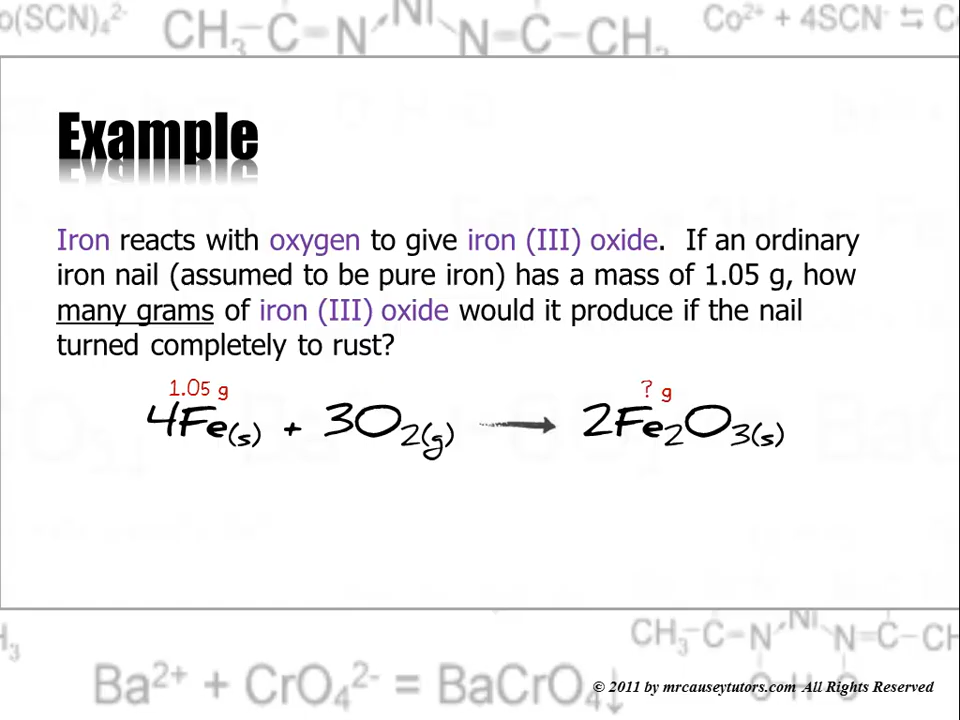 o(SCN)₄²⁻ CH₃–C=N NI N=C–CH₃ Co²⁺ + 4SCN⁻ ⇆ C
Example
Iron reacts with oxygen to give iron (III) oxide. If an ordinary
iron nail (assumed to be pure iron) has a mass of 1.05 g, how
many grams of iron (III) oxide would it produce if the nail
turned completely to rust?
1.05 g ? g
4Fe(s) + 3O₂(g) → 2Fe₂O₃(s)
CH₃–C=N NI N=C–CH
Ba²⁺ + CrO₄²⁻ = BaCrO₄↓ O–H–O
© 2011 by mrcauseytutors.com All Rights Reserved